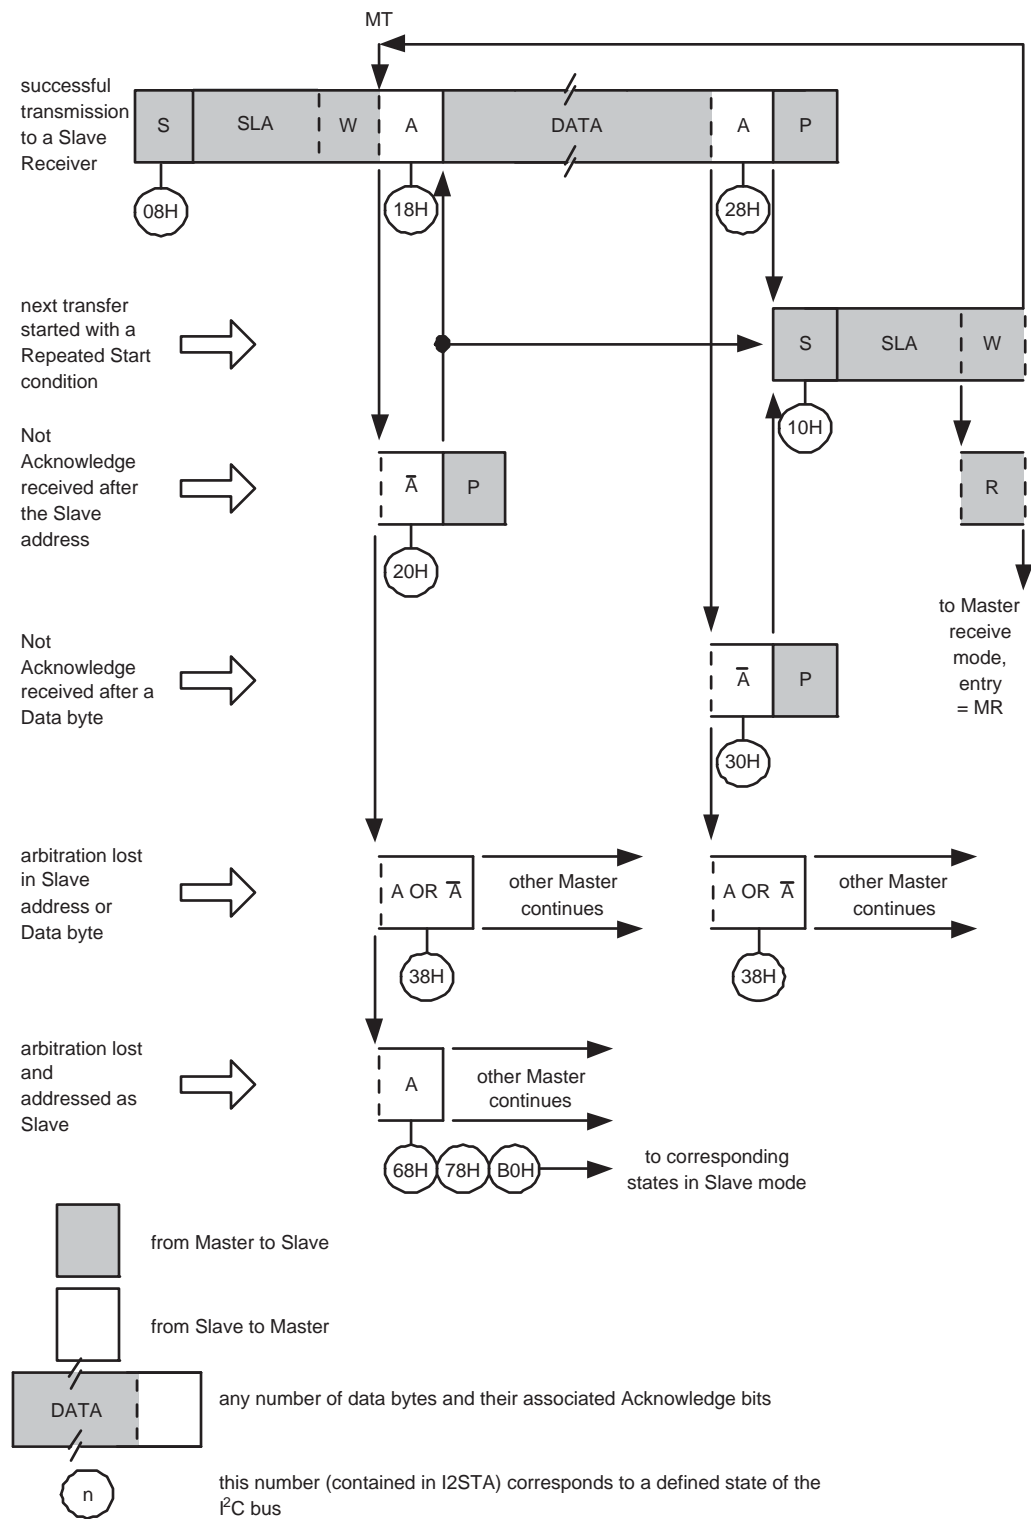 MT
successful
transmission
to a Slave
Receiver
S SLA W A DATA A P
08H 18H 28H
next transfer
started with a
Repeated Start
condition
S SLA W
10H
Not
Acknowledge
received after
the Slave
address
A̅ P
R
20H
to Master
receive
mode,
entry
= MR
Not
Acknowledge
received after a
Data byte
A̅ P
30H
arbitration lost
in Slave
address or
Data byte
A OR A̅
other Master
continues
A OR A̅
other Master
continues
38H 38H
arbitration lost
and
addressed as
Slave
A
other Master
continues
68H 78H B0H
to corresponding
states in Slave mode
from Master to Slave
from Slave to Master
DATA
any number of data bytes and their associated Acknowledge bits
n
this number (contained in I2STA) corresponds to a defined state of the
I²C bus